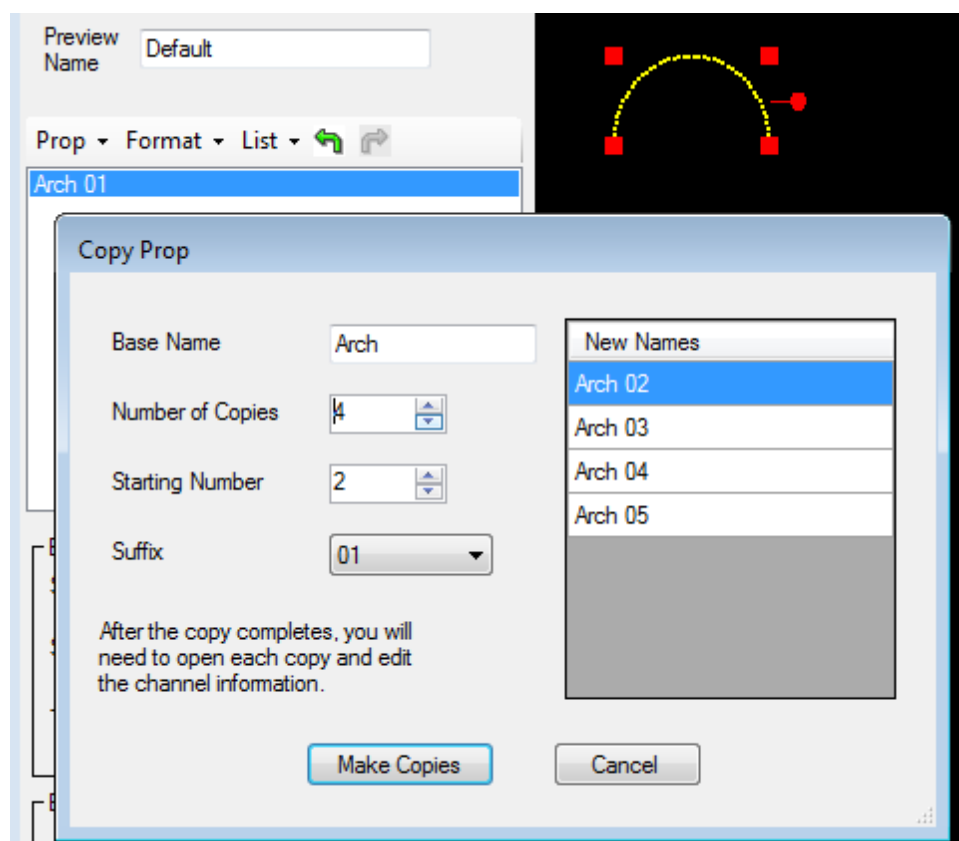 Preview
Name
Default
Prop Format List
Arch 01
Copy Prop
Base Name
Arch
New Names
Arch 02
Number of Copies
4
Arch 03
Arch 04
Starting Number
2
Arch 05
Suffix
01
After the copy completes, you will
need to open each copy and edit
the channel information.
Make Copies
Cancel